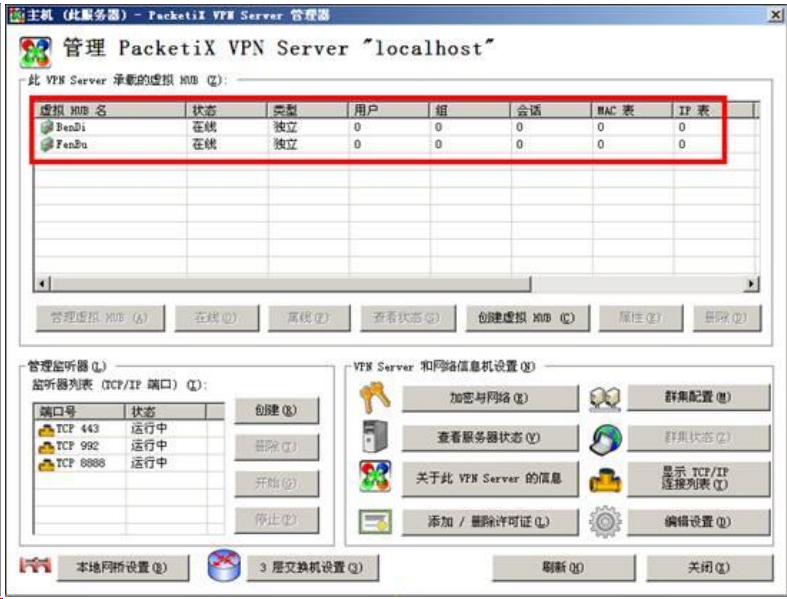 主机 (此服务器) - PacketiX VPN Server 管理器
管理 PacketiX VPN Server "localhost"
此 VPN Server 承载的虚拟 HUB (Z):
虚拟 HUB 名 状态 类型 用户 组 会话 MAC 表 IP 表
BenDi 在线 独立 0 0 0 0 0
FenBu 在线 独立 0 0 0 0 0
管理虚拟 HUB (A) 在线(O) 离线(F) 查看状态(S) 创建虚拟 HUB (C) 属性(E) 删除(D)
管理监听器(L) VPN Server 和网络信息机设置(N)
监听器列表 (TCP/IP 端口) (T):
端口号 状态
TCP 443 运行中
TCP 992 运行中
TCP 8888 运行中
创建(R)
删除(T)
开始(G)
停止(P)
加密与网络(E) 群集配置(M)
查看服务器状态(V) 群集状态(Z)
关于此 VPN Server 的信息 显示 TCP/IP
连接列表(T)
添加 / 删除许可证(L) 编辑设置(D)
本地网桥设置(B) 3 层交换机设置(Q) 刷新(H) 关闭(X)